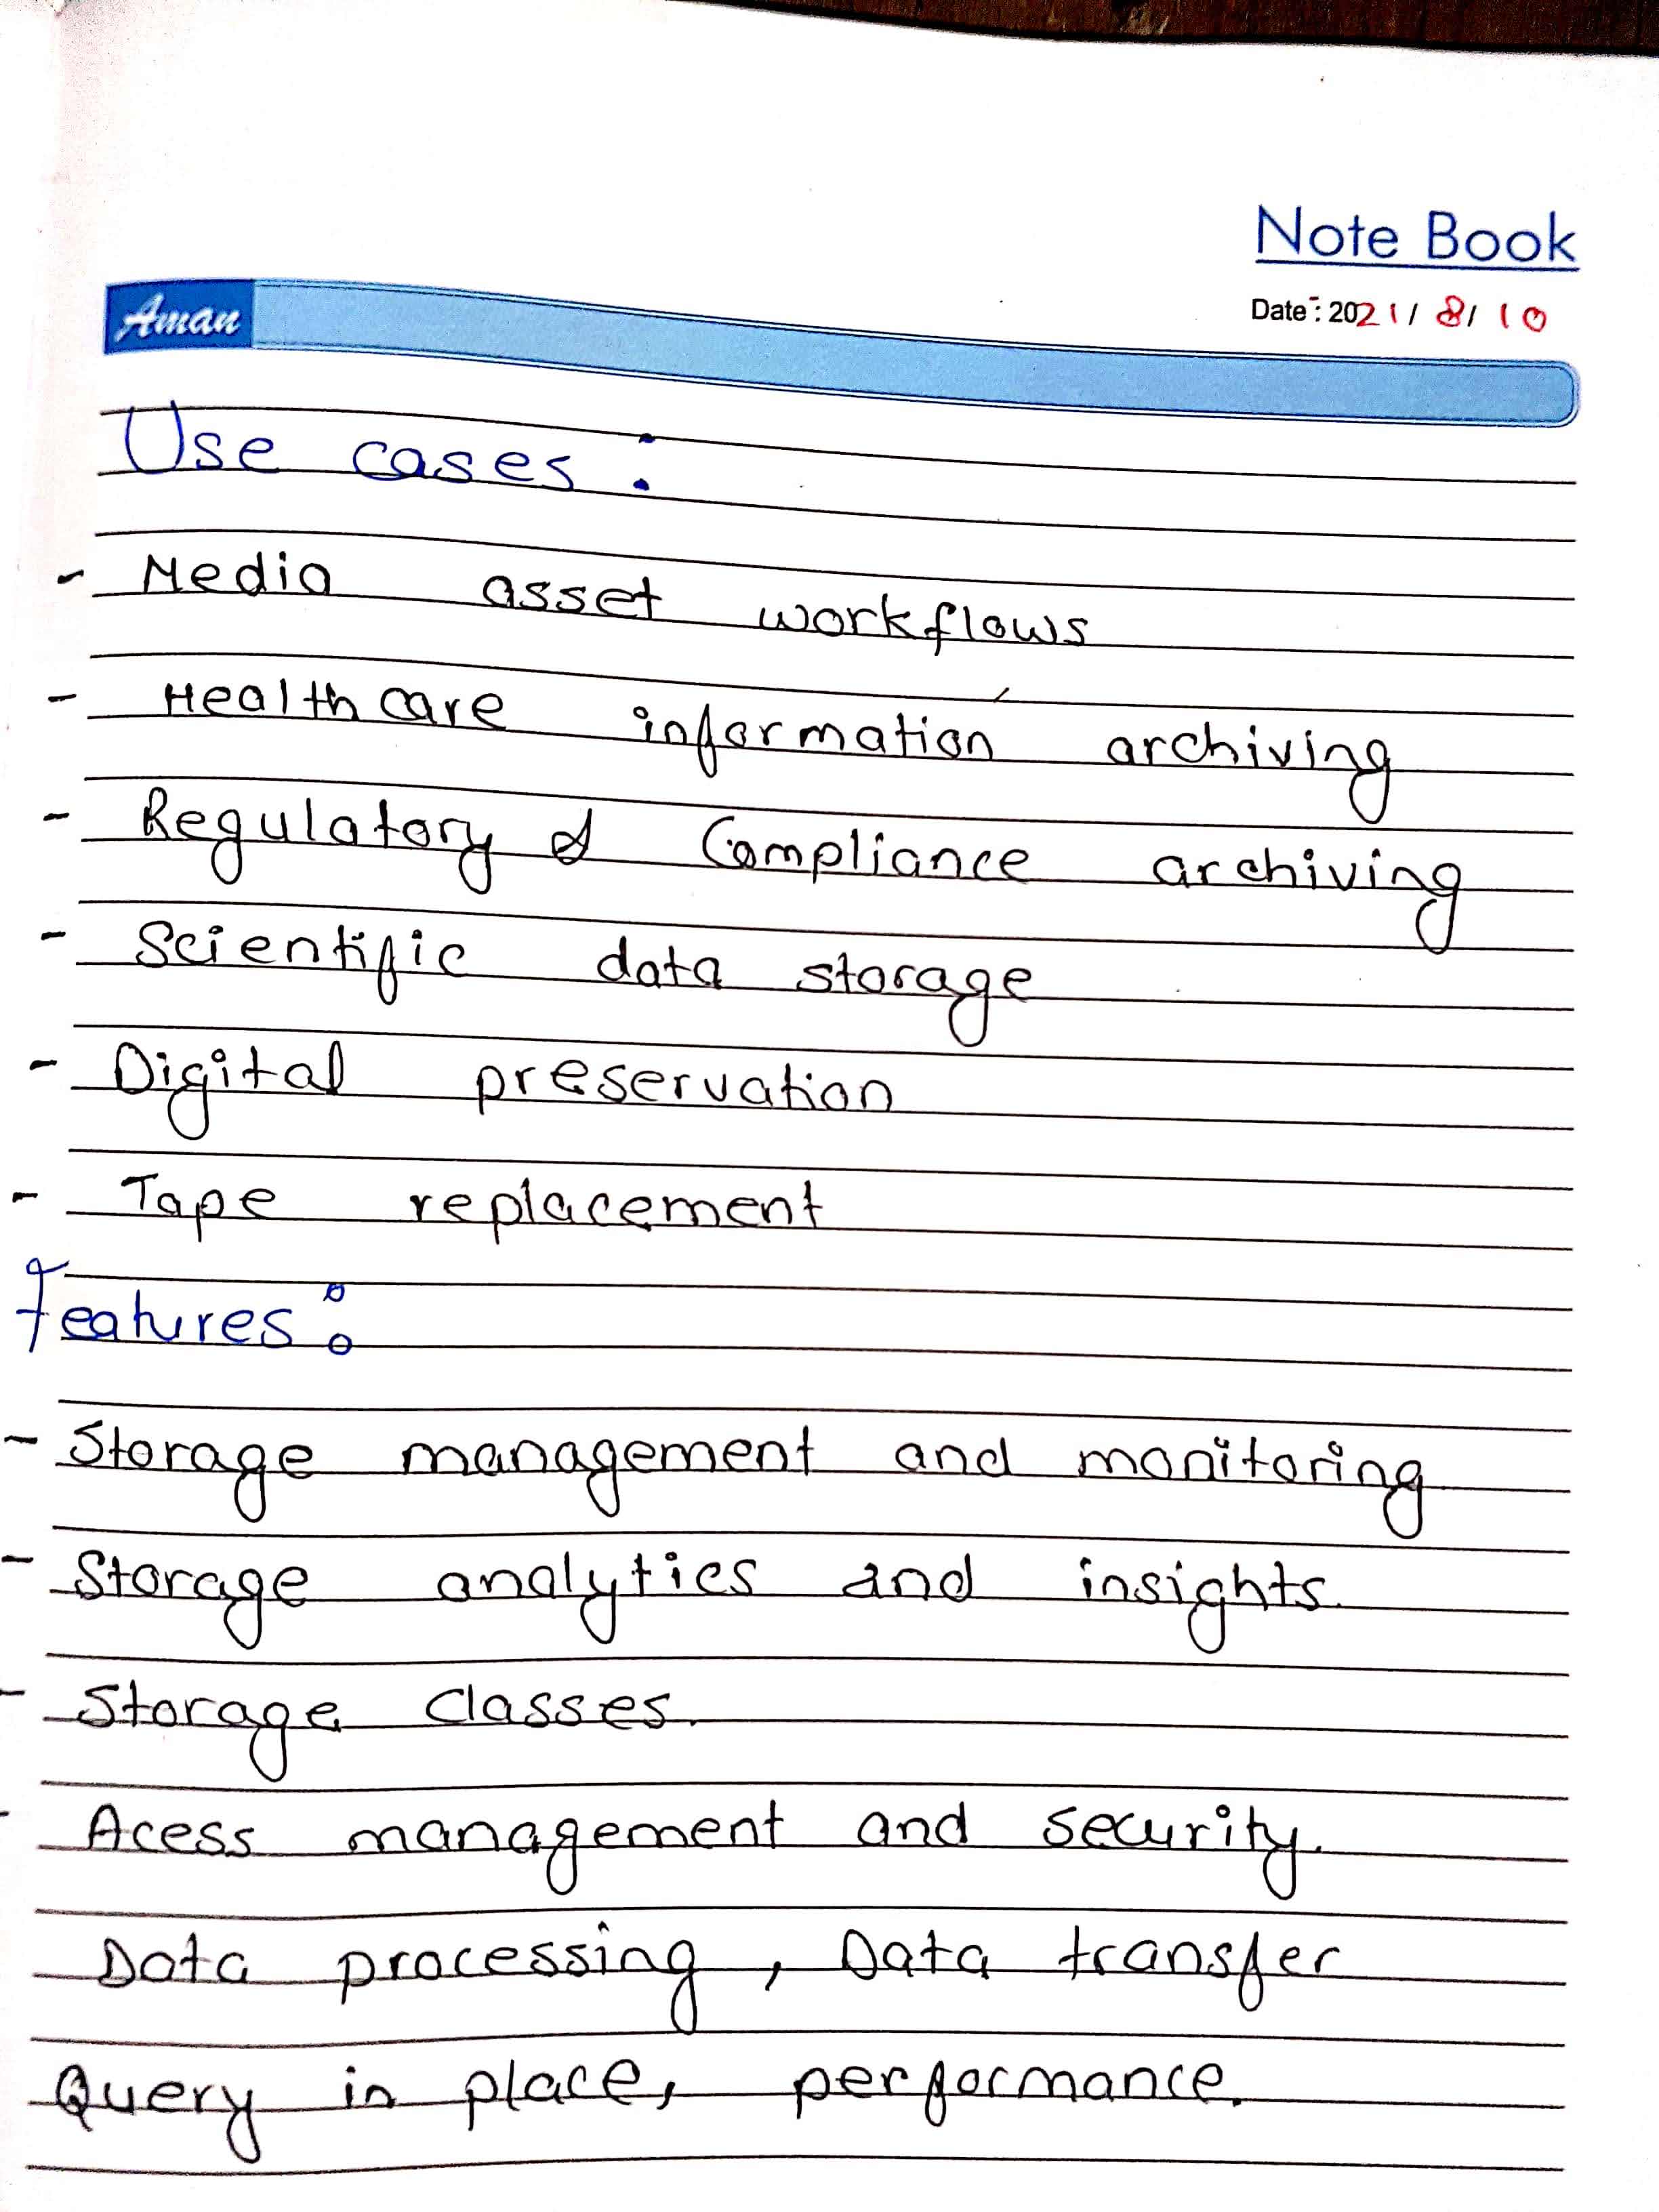 Note Book
Date: 2021/8/10
Aman
Use cases:
- Media asset workflows
- Healthcare information archiving
- Regulatory & Compliance archiving
- Scientific data storage
- Digital preservation
- Tape replacement
features:
- Storage management and monitoring
- Storage analytics and insights.
- Storage Classes.
- Acess management and security.
Data processing, Data transfer
Query in place, performance.